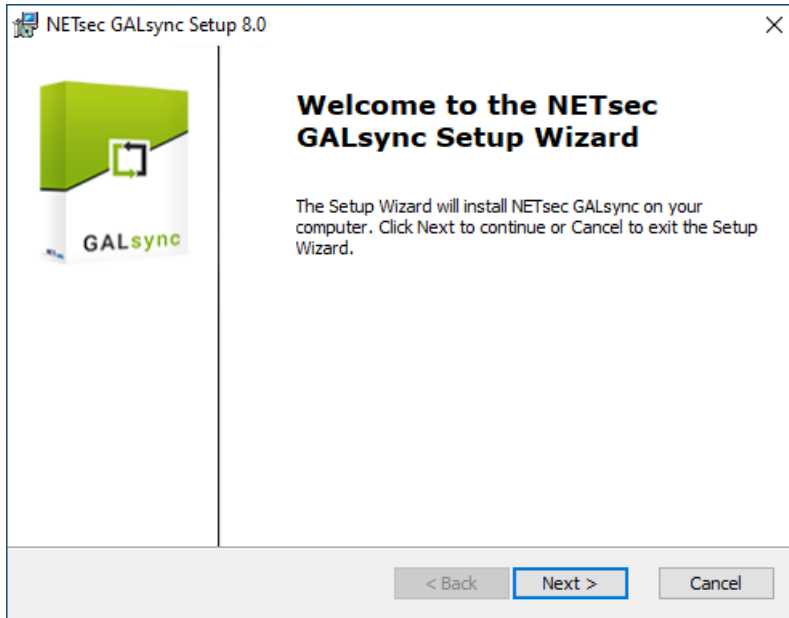 NETsec GALsync Setup 8.0
Welcome to the NETsec
GALsync Setup Wizard
The Setup Wizard will install NETsec GALsync on your
computer. Click Next to continue or Cancel to exit the Setup
Wizard.
GALsync
< Back
Next >
Cancel